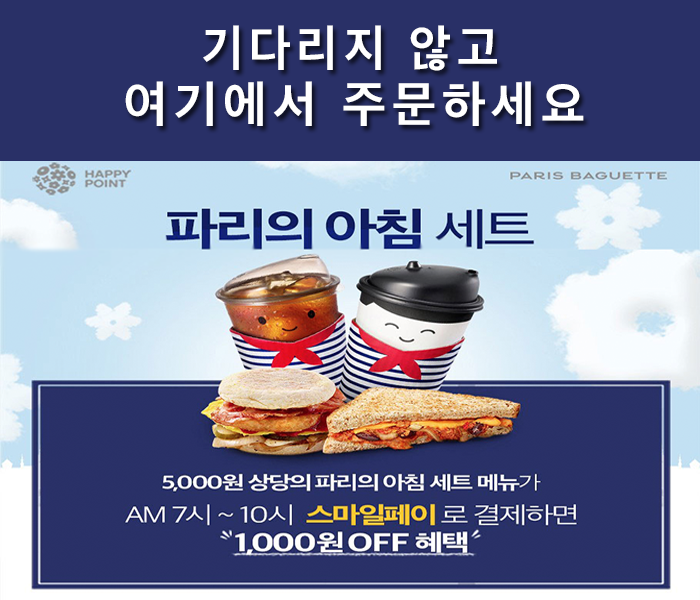 기다리지 않고
여기에서 주문하세요
HAPPY
POINT
PARIS BAGUETTE
파리의 아침 세트
5,000원 상당의 파리의 아침 세트 메뉴가
AM 7시 ~ 10시 스마일페이 로 결제하면
"1,000원 OFF 혜택"